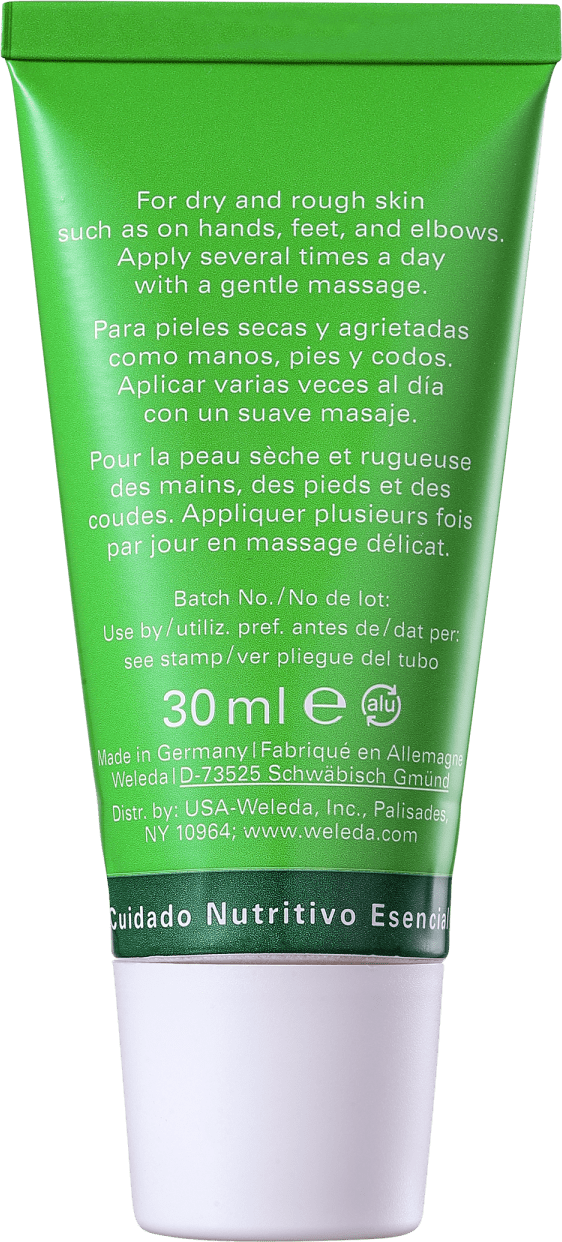 For dry and rough skin
such as on hands, feet, and elbows.
Apply several times a day
with a gentle massage.
Para pieles secas y agrietadas
como manos, pies y codos.
Aplicar varias veces al día
con un suave masaje.
Pour la peau sèche et rugueuse
des mains, des pieds et des
coudes. Appliquer plusieurs fois
par jour en massage délicat.
Batch No./No de lot:
Use by/utiliz. pref. antes de/dat per:
see stamp/ver pliegue del tubo
30 ml e alu
Made in Germany|Fabriqué en Allemagne
Weleda|D-73525 Schwäbisch Gmünd
Distr. by: USA-Weleda, Inc., Palisades,
NY 10964; www.weleda.com
Cuidado Nutritivo Esencial